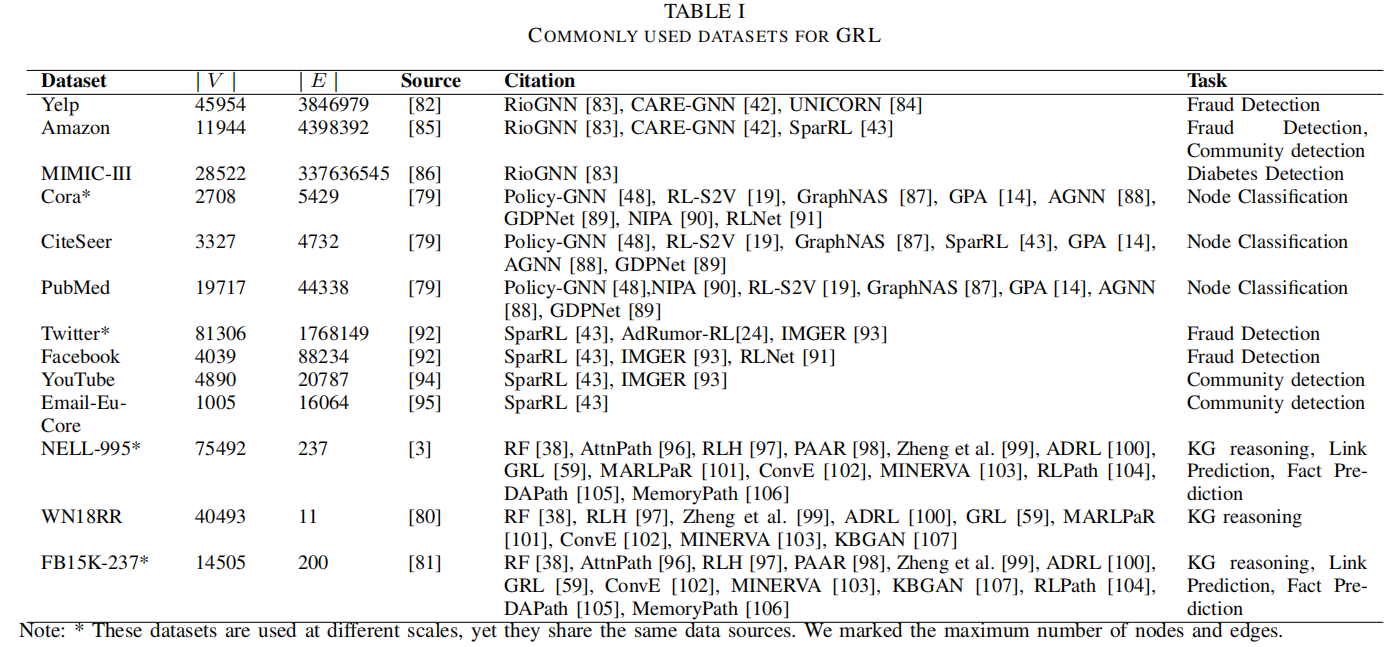 TABLE I
COMMONLY USED DATASETS FOR GRL
Dataset | V | | E | Source Citation Task
Yelp 45954 3846979 [82] RioGNN [83], CARE-GNN [42], UNICORN [84] Fraud Detection
Amazon 11944 4398392 [85] RioGNN [83], CARE-GNN [42], SparRL [43] Fraud Detection,
Community detection
MIMIC-III 28522 337636545 [86] RioGNN [83] Diabetes Detection
Cora* 2708 5429 [79] Policy-GNN [48], RL-S2V [19], GraphNAS [87], GPA [14], AGNN [88], Node Classification
GDPNet [89], NIPA [90], RLNet [91]
CiteSeer 3327 4732 [79] Policy-GNN [48], RL-S2V [19], GraphNAS [87], SparRL [43], GPA [14], Node Classification
AGNN [88], GDPNet [89]
PubMed 19717 44338 [79] Policy-GNN [48],NIPA [90], RL-S2V [19], GraphNAS [87], GPA [14], AGNN Node Classification
[88], GDPNet [89]
Twitter* 81306 1768149 [92] SparRL [43], AdRumor-RL[24], IMGER [93] Fraud Detection
Facebook 4039 88234 [92] SparRL [43], IMGER [93], RLNet [91] Fraud Detection
YouTube 4890 20787 [94] SparRL [43], IMGER [93] Community detection
Email-Eu- 1005 16064 [95] SparRL [43] Community detection
Core
NELL-995* 75492 237 [3] RF [38], AttnPath [96], RLH [97], PAAR [98], Zheng et al. [99], ADRL [100], KG reasoning, Link
GRL [59], MARLPaR [101], ConvE [102], MINERVA [103], RLPath [104], Prediction, Fact Pre-
DAPath [105], MemoryPath [106] diction
WN18RR 40493 11 [80] RF [38], RLH [97], Zheng et al. [99], ADRL [100], GRL [59], MARLPaR KG reasoning
[101], ConvE [102], MINERVA [103], KBGAN [107]
FB15K-237* 14505 200 [81] RF [38], AttnPath [96], RLH [97], PAAR [98], Zheng et al. [99], ADRL [100], KG reasoning, Link
GRL [59], ConvE [102], MINERVA [103], KBGAN [107], RLPath [104], Prediction, Fact Pre-
DAPath [105], MemoryPath [106] diction
Note: * These datasets are used at different scales, yet they share the same data sources. We marked the maximum number of nodes and edges.